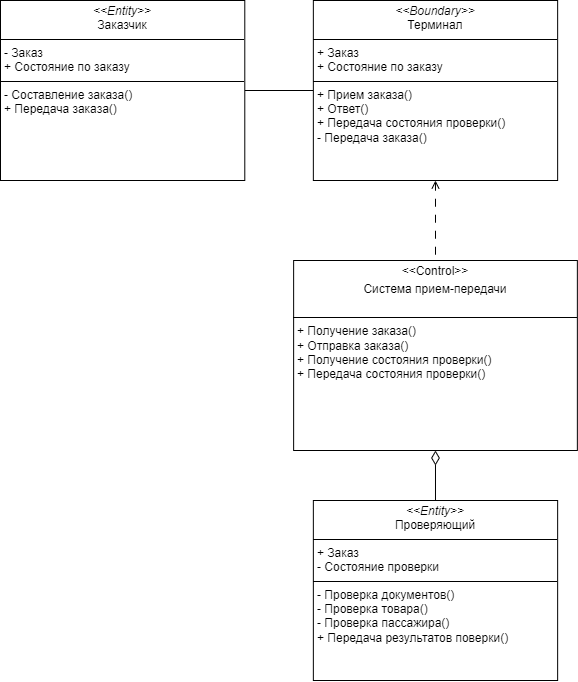 <<Entity>>
Заказчик
- Заказ
+ Состояние по заказу
- Составление заказа()
+ Передача заказа()
<<Boundary>>
Терминал
+ Заказ
+ Состояние по заказу
+ Прием заказа()
+ Ответ()
+ Передача состояния проверки()
- Передача заказа()
<<Control>>
Система прием-передачи
+ Получение заказа()
+ Отправка заказа()
+ Получение состояния проверки()
+ Передача состояния проверки()
<<Entity>>
Проверяющий
+ Заказ
- Состояние проверки
- Проверка документов()
- Проверка товара()
- Проверка пассажира()
+ Передача результатов поверки()